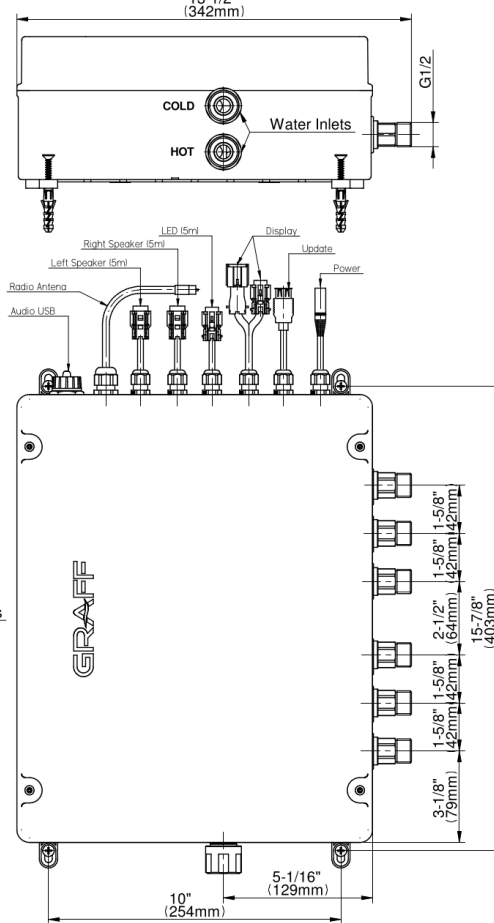 (342mm)
G1/2
COLD
Water Inlets
HOT
LED (5m)
Display
Right Speaker (5m)
Update
Left Speaker (5m)
Power
Radio Antena
Audio USB
1-5/8"
(42mm)
1-5/8"
(42mm)
2-1/2"
(64mm)
15-7/8"
(403mm)
GRAFF
1-5/8"
(42mm)
1-5/8"
(42mm)
3-1/8"
(79mm)
5-1/16"
(129mm)
10"
(254mm)